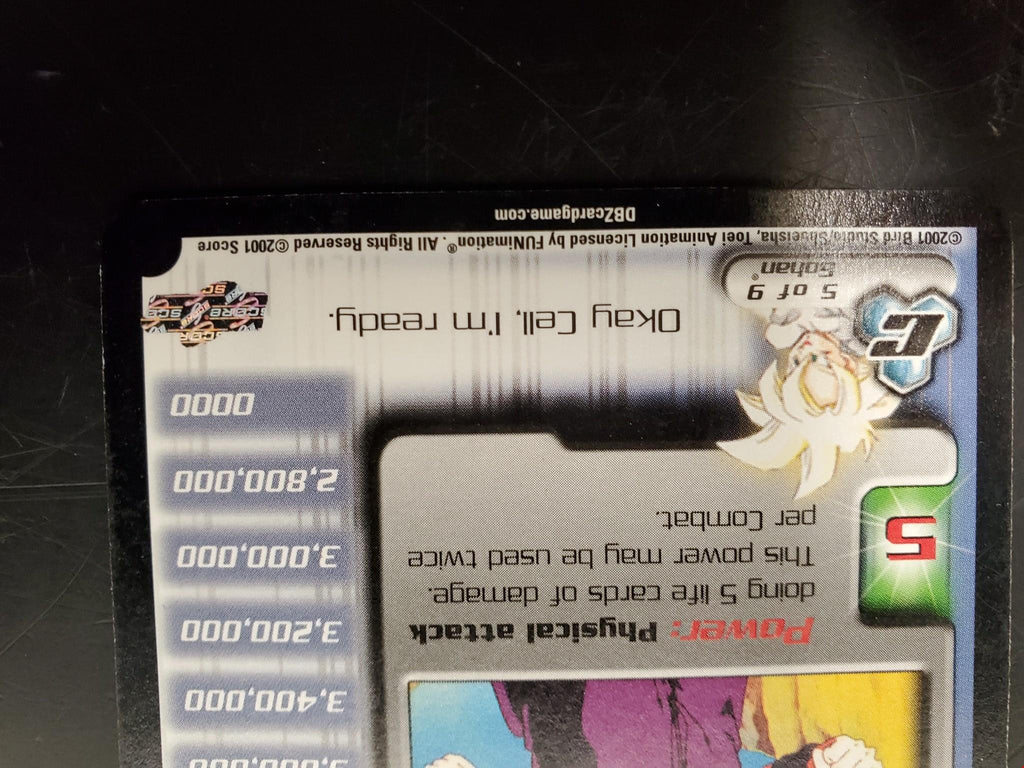 Power: Physical attack
doing 5 life cards of damage.
This power may be used twice
per Combat.
5
3,400,000
3,200,000
3,000,000
2,800,000
0000
Okay Cell, I'm ready.
5 of 9
Gohan
SCORE
©2001 Bird Studio/Shueisha, Toei Animation Licensed by FUNimation®. All Rights Reserved ©2001 Score
DBZcardgame.com